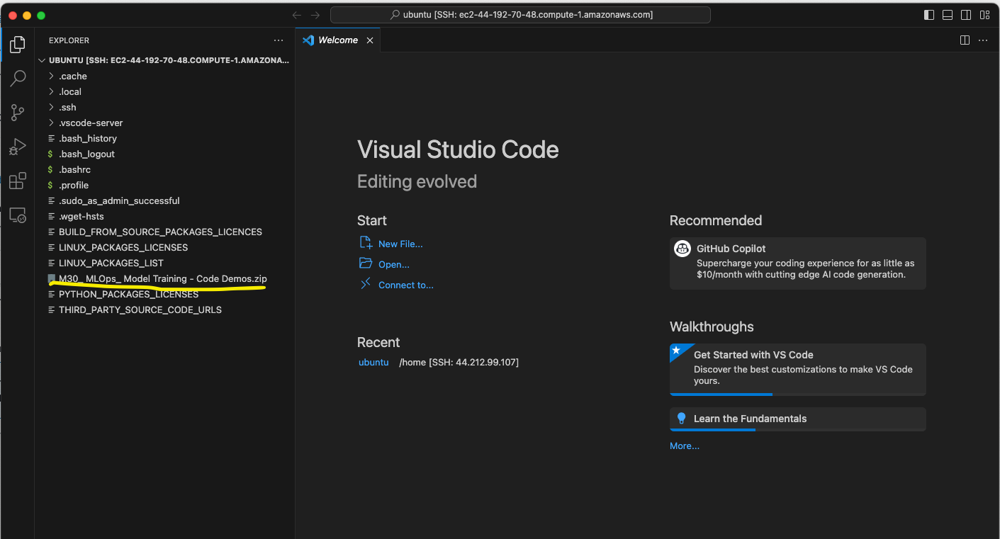 ubuntu [SSH: ec2-44-192-70-48.compute-1.amazonaws.com]
EXPLORER
Welcome
UBUNTU [SSH: EC2-44-192-70-48.COMPUTE-1.AMAZONA...
.cache
.local
.ssh
.vscode-server
.bash_history
$ .bash_logout
$ .bashrc
$ .profile
.sudo_as_admin_successful
.wget-hsts
BUILD_FROM_SOURCE_PACKAGES_LICENCES
LINUX_PACKAGES_LICENSES
LINUX_PACKAGES_LIST
M30_ MLOps_ Model Training - Code Demos.zip
PYTHON_PACKAGES_LICENSES
THIRD_PARTY_SOURCE_CODE_URLS
Visual Studio Code
Editing evolved
Start
New File...
Open...
Connect to...
Recent
ubuntu /home [SSH: 44.212.99.107]
Recommended
GitHub Copilot
Supercharge your coding experience for as little as
$10/month with cutting edge AI code generation.
Walkthroughs
Get Started with VS Code
Discover the best customizations to make VS Code
yours.
Learn the Fundamentals
More...